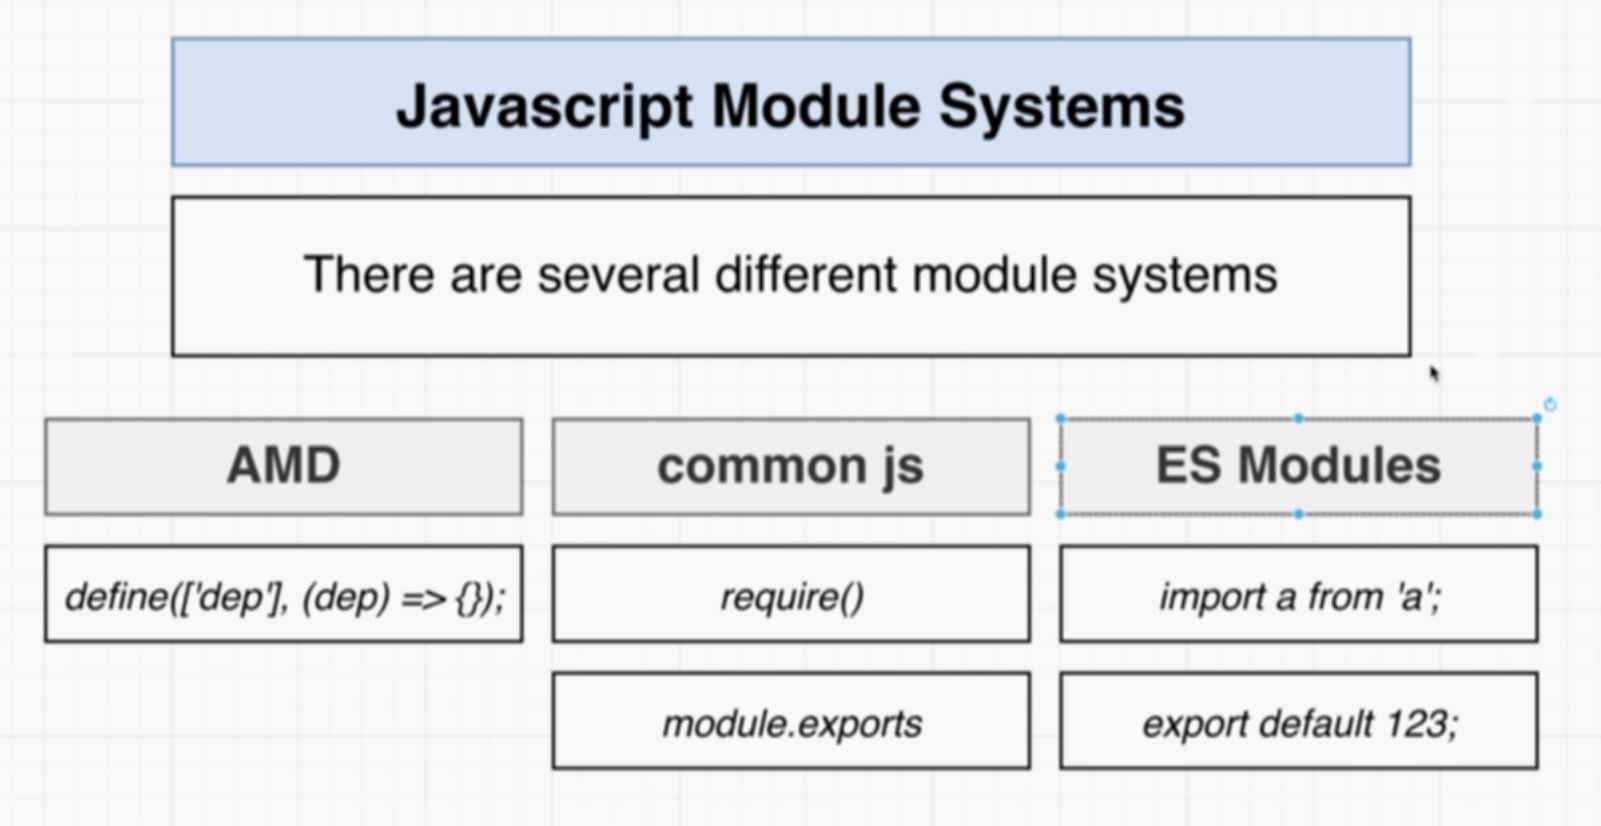 Javascript Module Systems
There are several different module systems
AMD
common js
ES Modules
define(['dep'], (dep) => {});
require()
import a from 'a';
module.exports
export default 123;